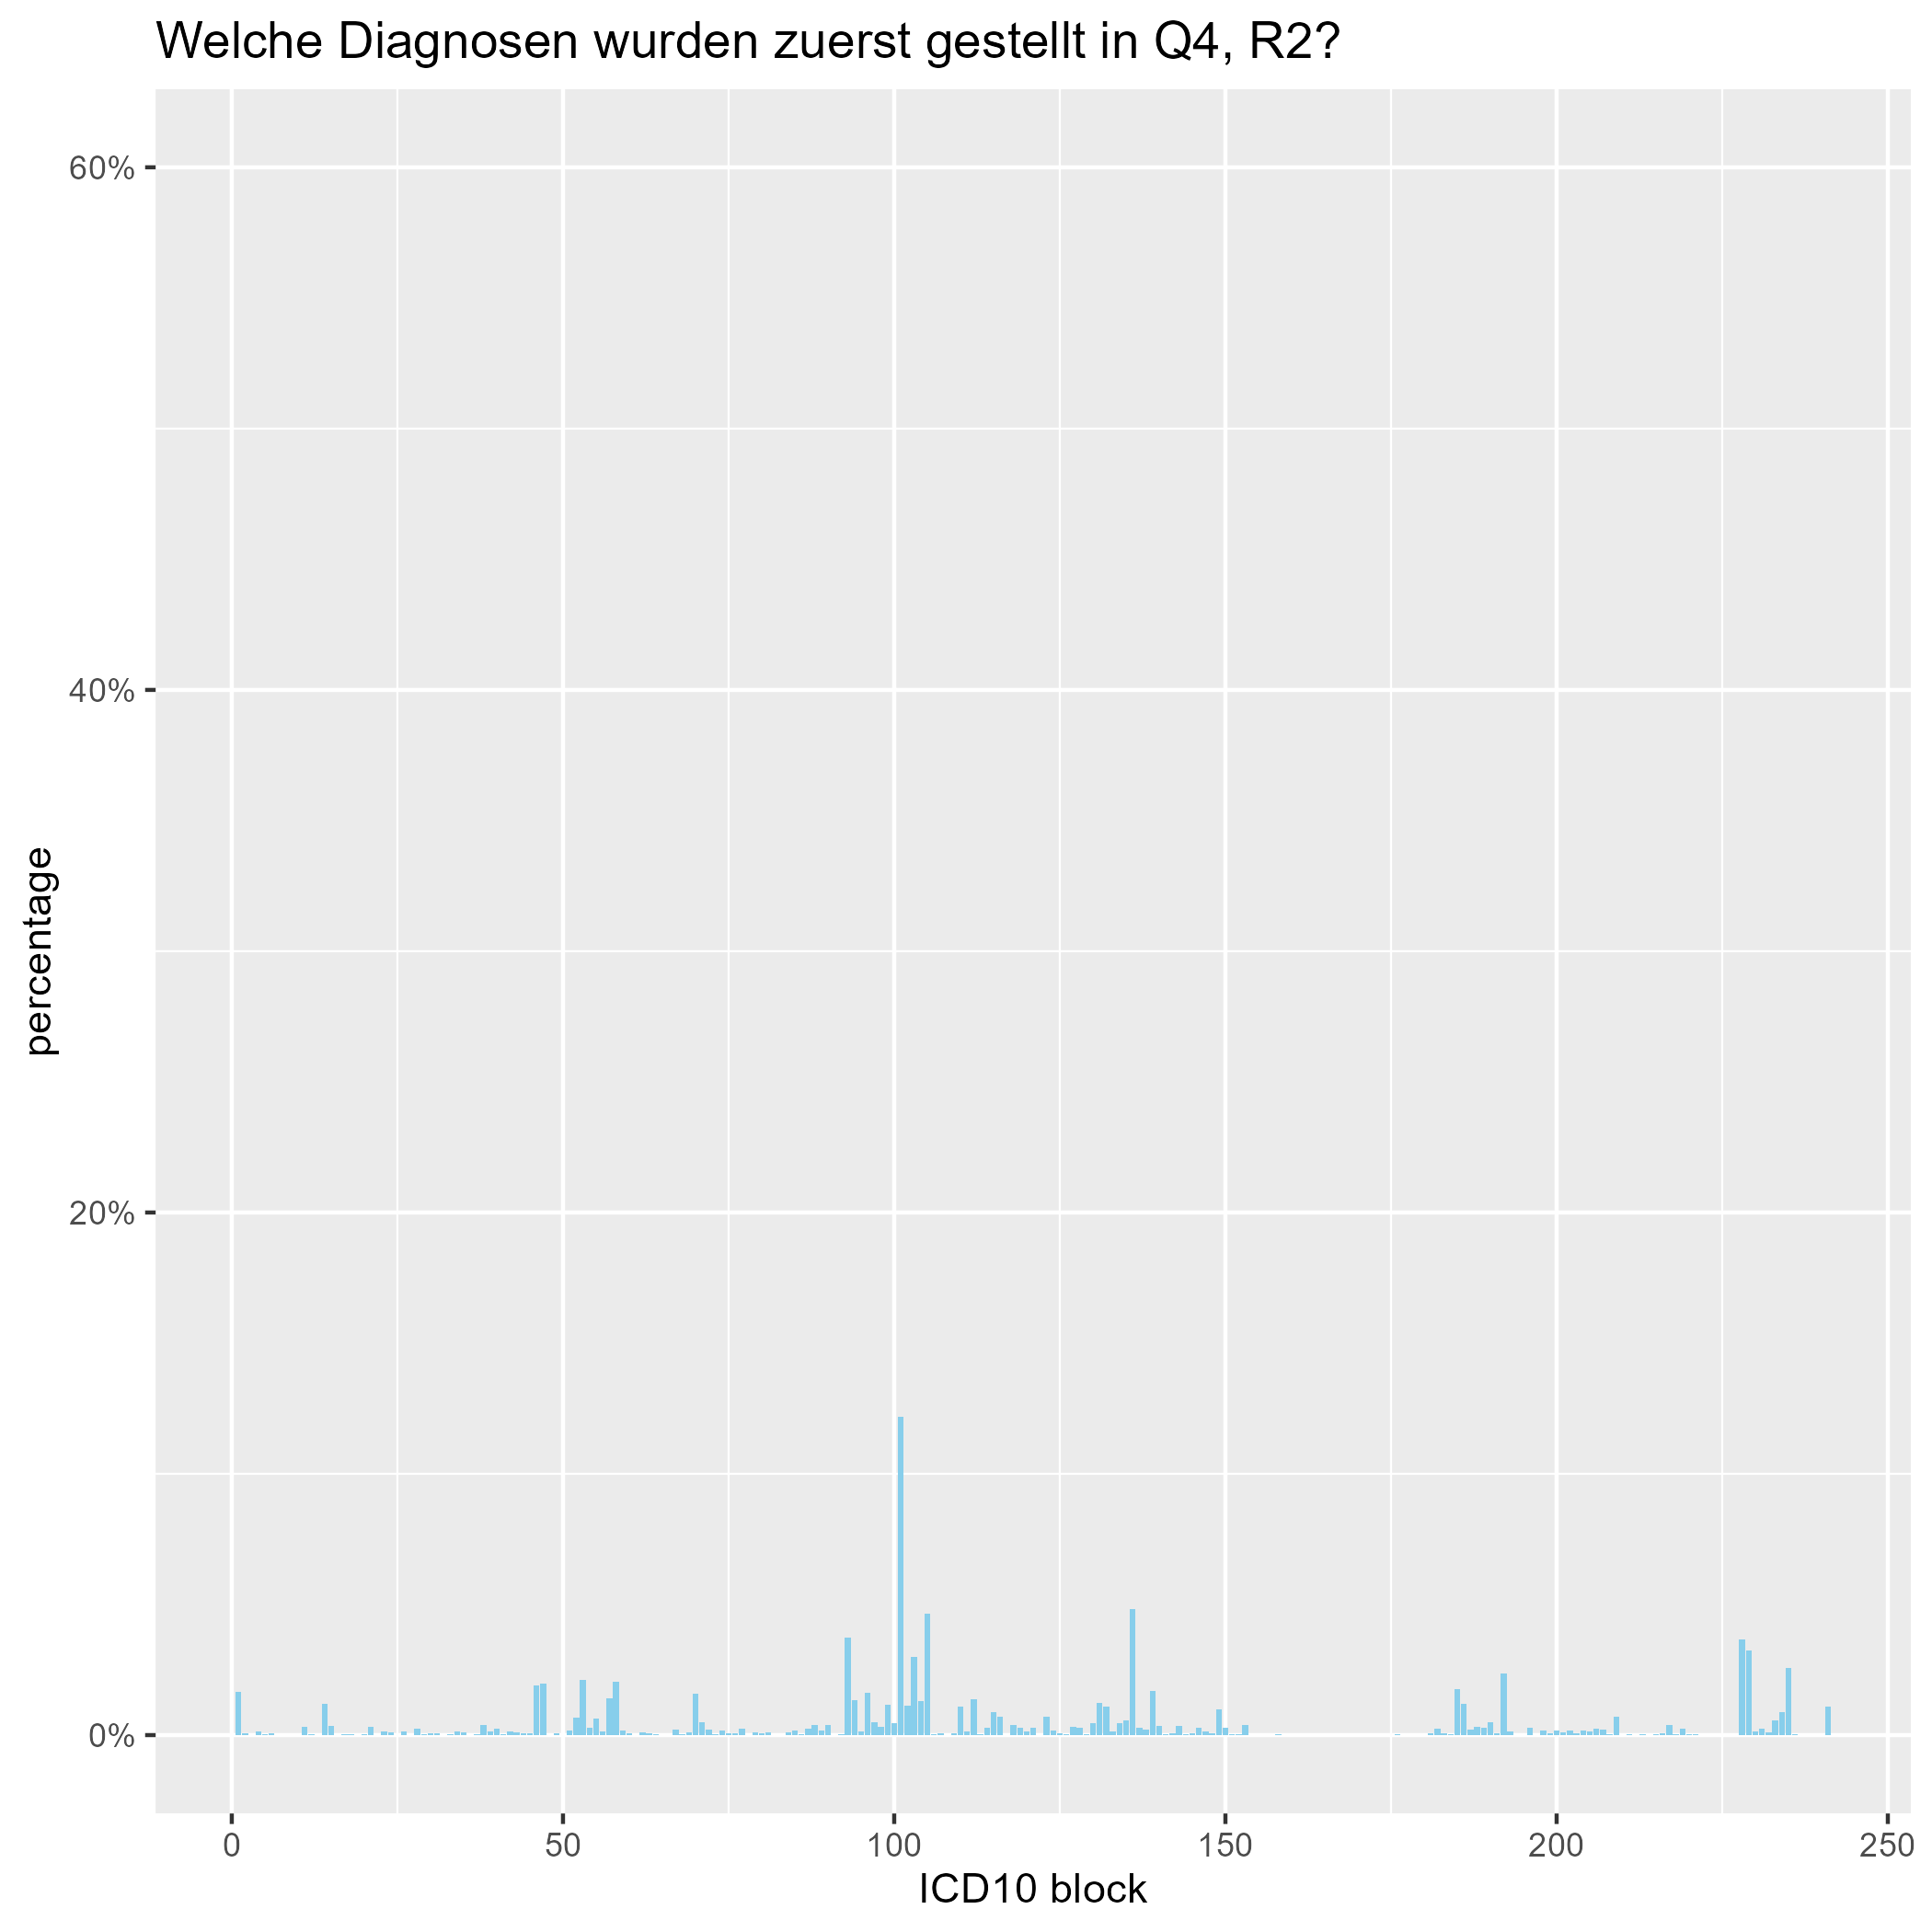 Welche Diagnosen wurden zuerst gestellt in Q4, R2?
60%
40%
20%
0%
percentage
0 50 100 150 200 250
ICD10 block